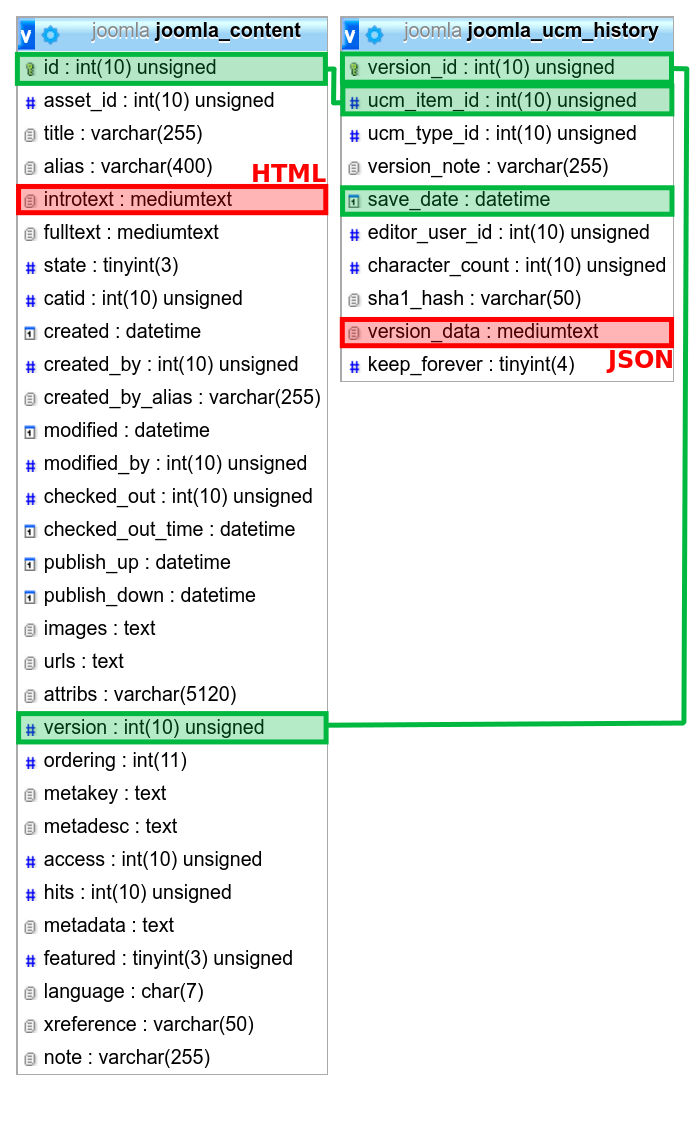 v joomla joomla_content
id : int(10) unsigned
# asset_id : int(10) unsigned
title : varchar(255)
alias : varchar(400)
HTML
introtext : mediumtext
fulltext : mediumtext
# state : tinyint(3)
# catid : int(10) unsigned
created : datetime
# created_by : int(10) unsigned
created_by_alias : varchar(255)
modified : datetime
# modified_by : int(10) unsigned
# checked_out : int(10) unsigned
checked_out_time : datetime
publish_up : datetime
publish_down : datetime
images : text
urls : text
attribs : varchar(5120)
# version : int(10) unsigned
# ordering : int(11)
metakey : text
metadesc : text
# access : int(10) unsigned
# hits : int(10) unsigned
metadata : text
# featured : tinyint(3) unsigned
language : char(7)
xreference : varchar(50)
note : varchar(255)
v joomla joomla_ucm_history
version_id : int(10) unsigned
# ucm_item_id : int(10) unsigned
# ucm_type_id : int(10) unsigned
version_note : varchar(255)
save_date : datetime
# editor_user_id : int(10) unsigned
# character_count : int(10) unsigned
sha1_hash : varchar(50)
version_data : mediumtext
JSON
# keep_forever : tinyint(4)